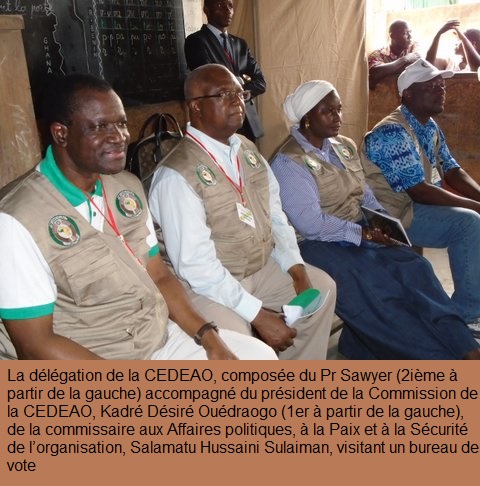 GHANA
La délégation de la CEDEAO, composée du Pr Sawyer (2ième à
partir de la gauche) accompagné du président de la Commission de
la CEDEAO, Kadré Désiré Ouédraogo (1er à partir de la gauche),
de la commissaire aux Affaires politiques, à la Paix et à la Sécurité
de l'organisation, Salamatu Hussaini Sulaiman, visitant un bureau de
vote